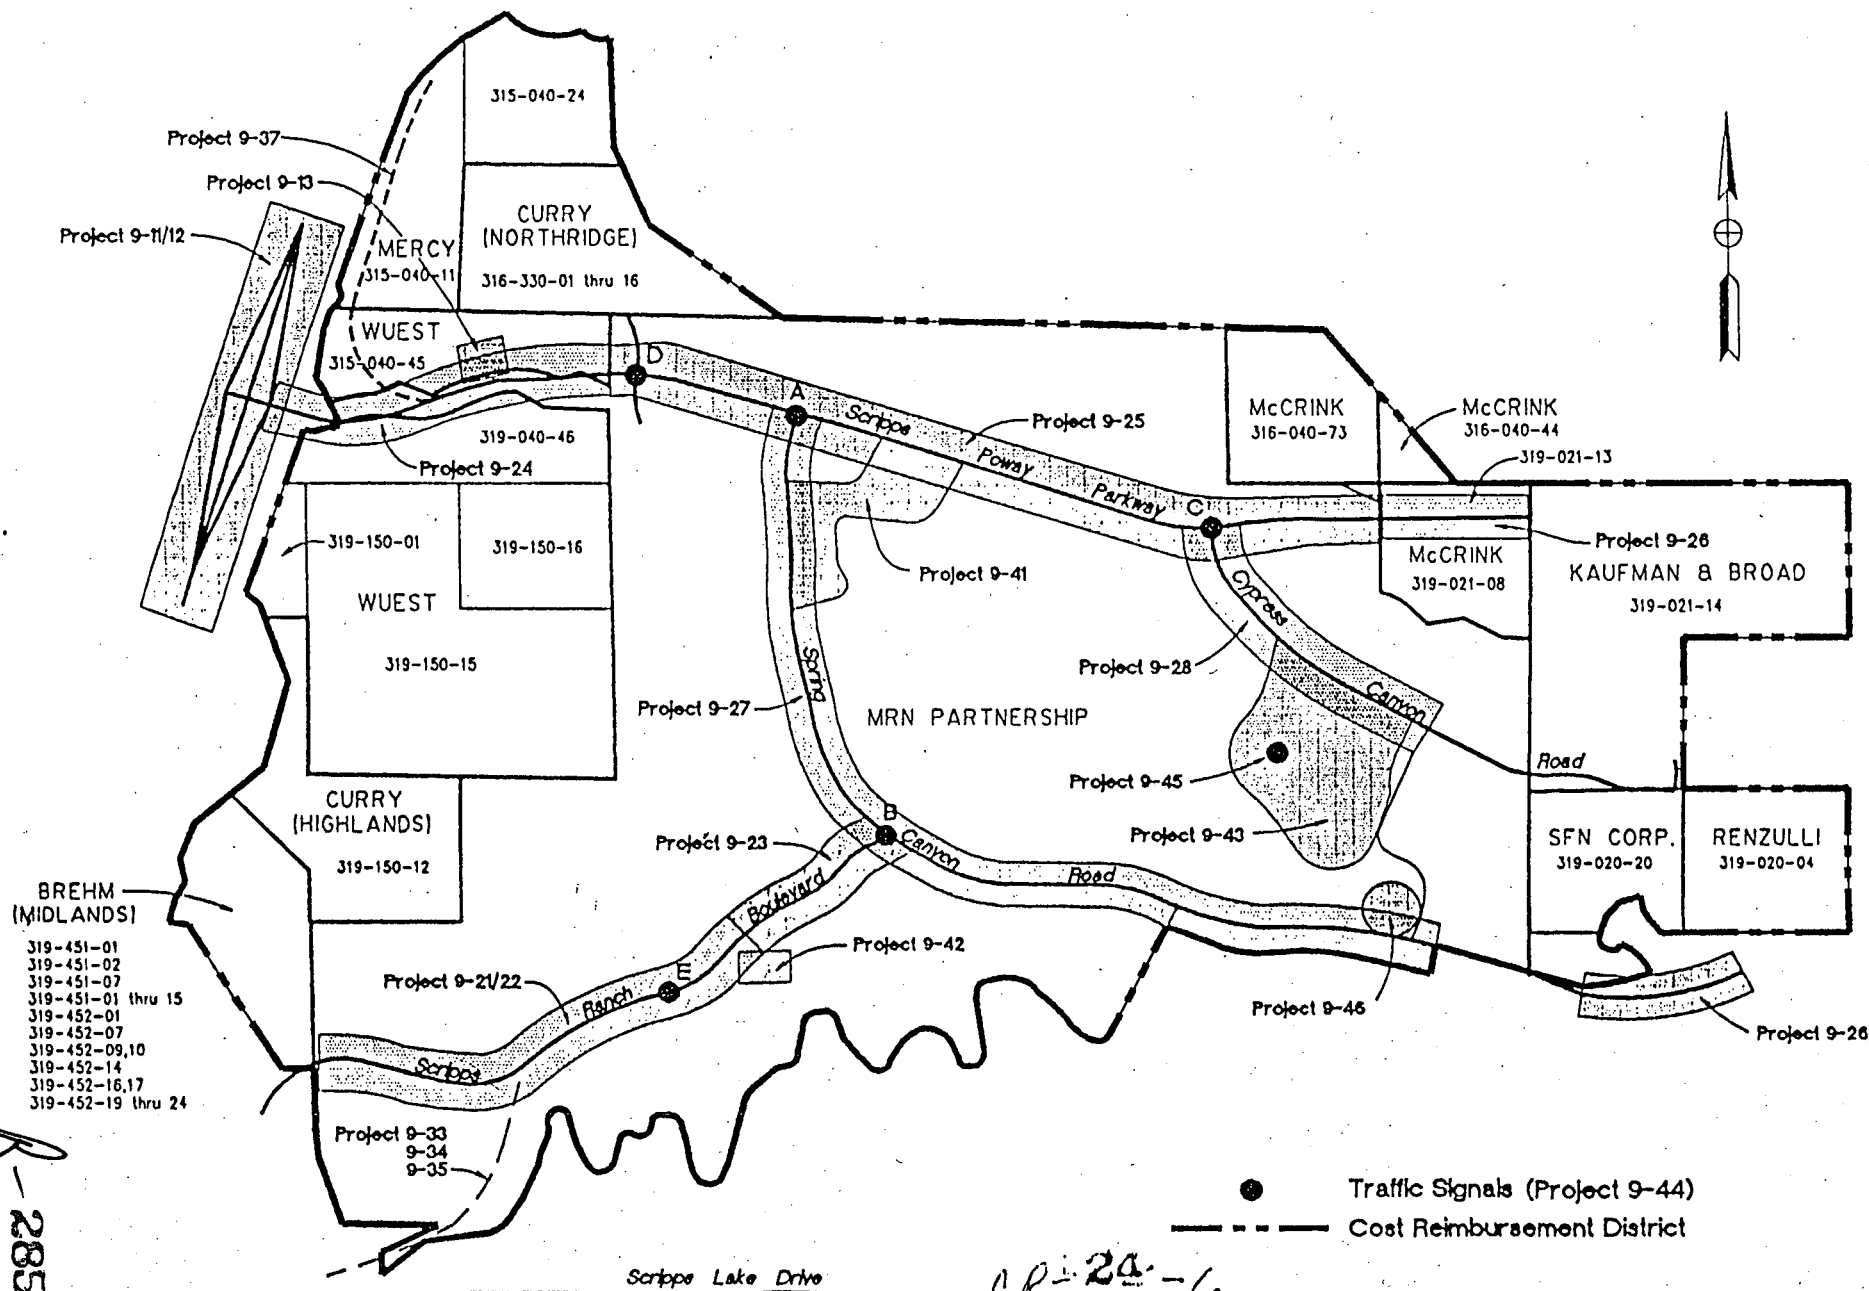 315-040-24
Project 9-37
Project 9-13
CURRY
(NORTHRIDGE)
316-330-01 thru 16
Project 9-11/12
MERCY
315-040-11
WUEST
315-040-45
D
A
Scripps
Poway
Parkway
Project 9-25
McCRINK
316-040-73
McCRINK
316-040-44
319-021-13
319-040-46
Project 9-24
C
Project 9-26
319-150-01
319-150-16
Project 9-41
McCRINK
319-021-08
KAUFMAN & BROAD
319-021-14
WUEST
319-150-15
Cypress
Canyon
Road
Spring
Project 9-28
Project 9-27
MRN PARTNERSHIP
Project 9-45
CURRY
(HIGHLANDS)
319-150-12
B
Canyon
Road
Project 9-23
Project 9-43
SFN CORP.
319-020-20
RENZULLI
319-020-04
BREHM
(MIDLANDS)
319-451-01
319-451-02
319-451-07
319-451-01 thru 15
319-452-01
319-452-07
319-452-09,10
319-452-14
319-452-16,17
319-452-19 thru 24
Boulevard
Project 9-42
E
Project 9-21/22
Ranch
Scripps
Project 9-46
Project 9-26
Project 9-33
9-34
9-35
Traffic Signals (Project 9-44)
Cost Reimbursement District
R-285
Scripps Lake Drive